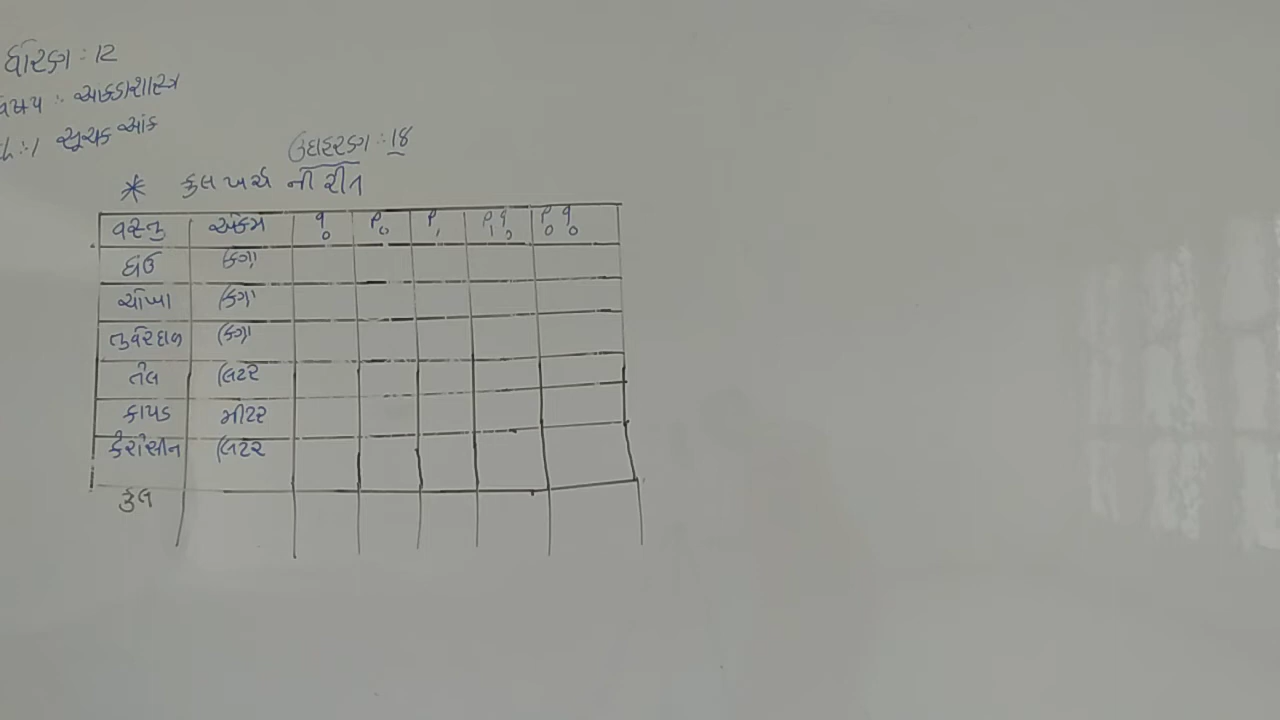 ધોરણ : 12
વિષય :- આંકડાશાસ્ત્ર
ch :- 1 સૂચક આંક
ઉદાહરણ :- 18
* કુલ ખર્ચ ની રીત
વસ્તુ એકમ q₀ P₀ P₁ P₁q₀ P₀q₀
ઘઉં કિગ્રા
ચોખા કિગ્રા
તુવેરદાળ કિગ્રા
તેલ લિટર
કાપડ મીટર
કેરોસીન લિટર
કુલ